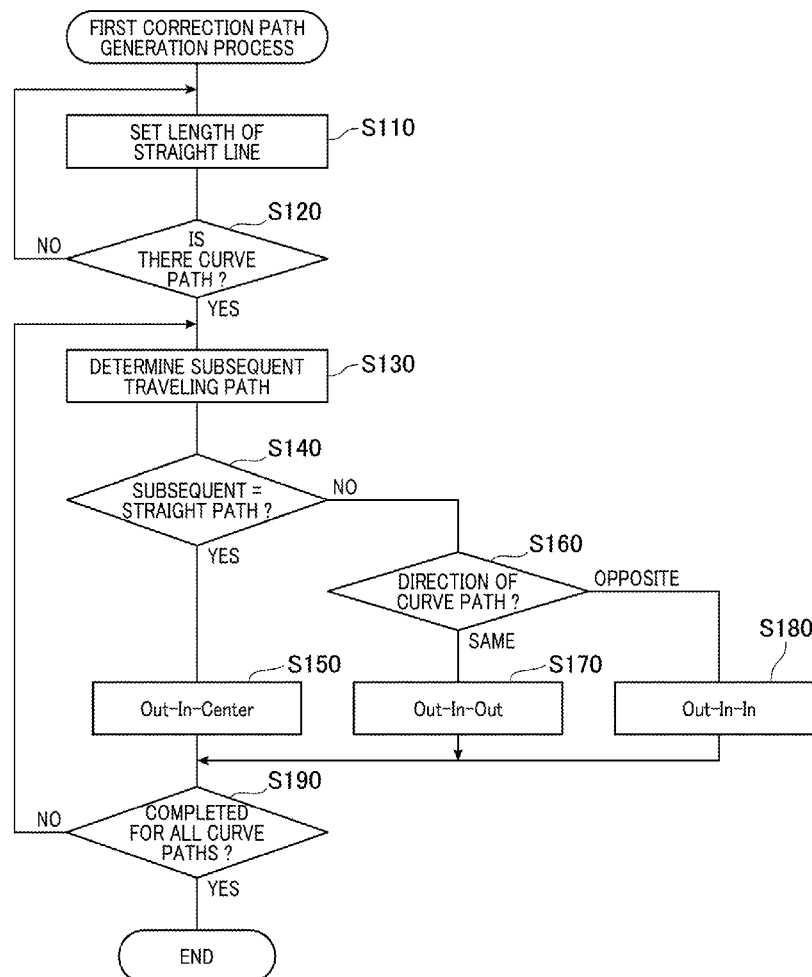 FIRST CORRECTION PATH
GENERATION PROCESS
SET LENGTH OF
STRAIGHT LINE
S110
S120
IS
THERE CURVE
PATH ?
NO
YES
DETERMINE SUBSEQUENT
TRAVELING PATH
S130
S140
SUBSEQUENT =
STRAIGHT PATH ?
NO
YES
S160
DIRECTION OF
CURVE PATH ?
OPPOSITE
SAME
S150
Out-In-Center
S170
Out-In-Out
S180
Out-In-In
S190
COMPLETED
FOR ALL CURVE
PATHS ?
NO
YES
END